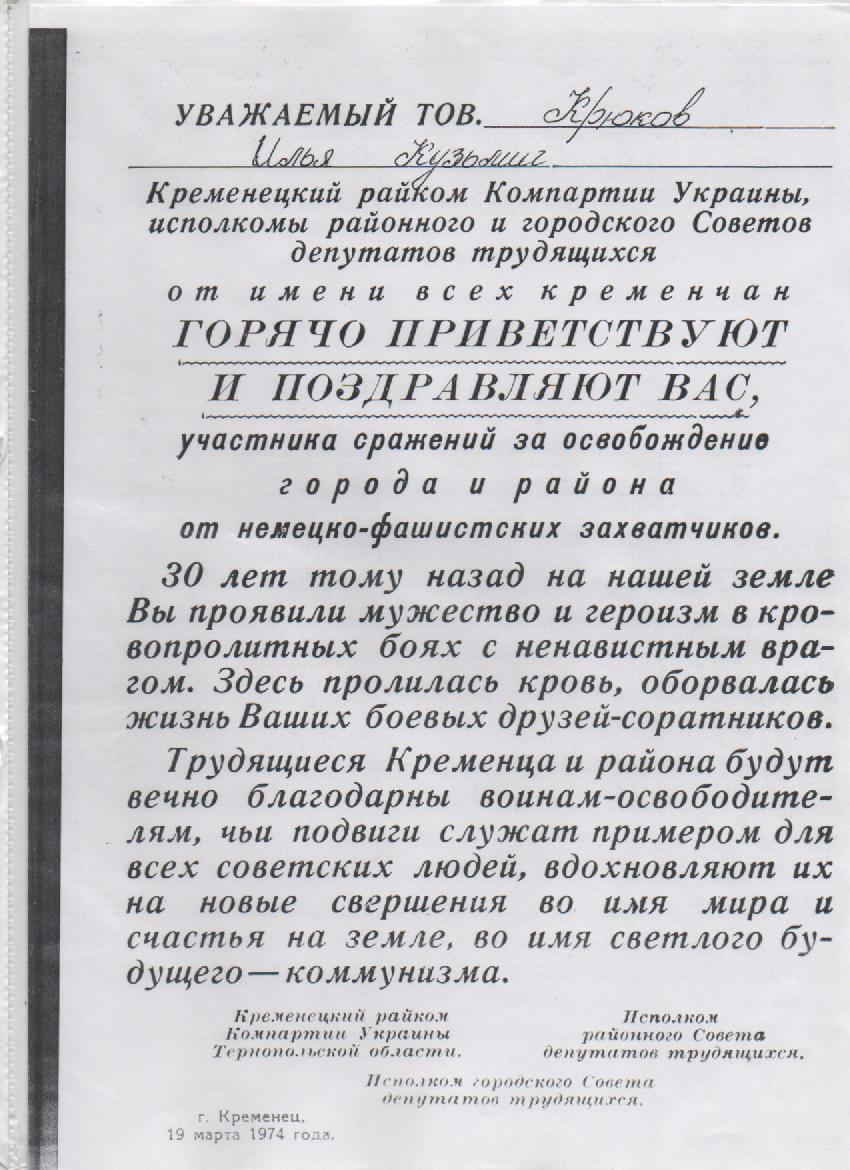 УВАЖАЕМЫЙ ТОВ. Крюков
Илья Кузьмиг
Кременецкий райком Компартии Украины,
исполкомы районного и городского Советов
депутатов трудящихся
от имени всех кременчан
ГОРЯЧО ПРИВЕТСТВУЮТ
И ПОЗДРАВЛЯЮТ ВАС,
участника сражений за освобождение
города и района
от немецко-фашистских захватчиков.
30 лет тому назад на нашей земле
Вы проявили мужество и героизм в кро-
вопролитных боях с ненавистным вра-
гом. Здесь пролилась кровь, оборвалась
жизнь Ваших боевых друзей-соратников.
Трудящиеся Кременца и района будут
вечно благодарны воинам-освободите-
лям, чьи подвиги служат примером для
всех советских людей, вдохновляют их
на новые свершения во имя мира и
счастья на земле, во имя светлого бу-
дущего — коммунизма.
Кременецкий райком
Компартии Украины
Тернопольской области.
Исполком
районного Совета
депутатов трудящихся.
Исполком городского Совета
депутатов трудящихся.
г. Кременец,
19 марта 1974 года.